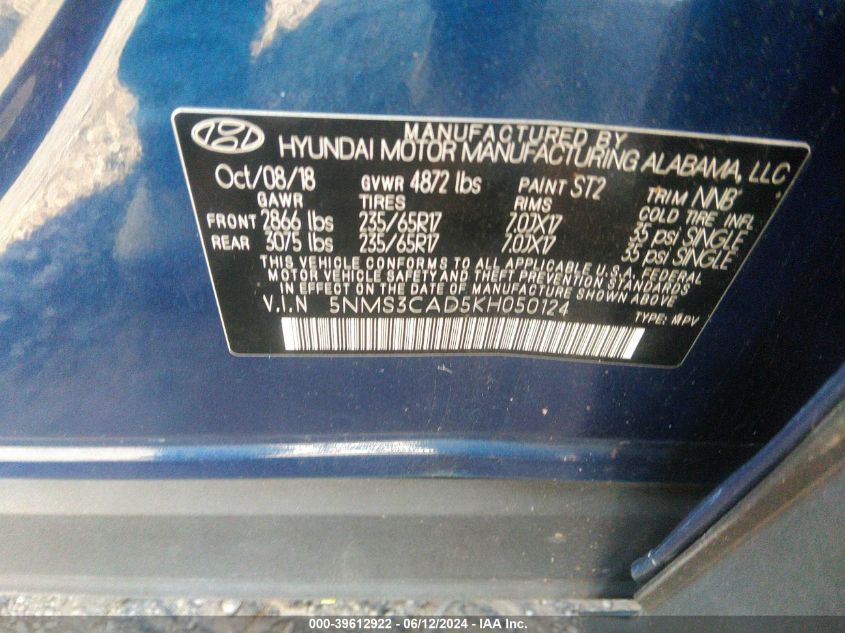 MANUFACTURED BY
HYUNDAI MOTOR MANUFACTURING ALABAMA, LLC
Oct/08/18 GVWR 4872 lbs PAINT ST2 TRIM NNB
GAWR TIRES RIMS COLD TIRE INFL
FRONT 2866 lbs 235/65R17 7.0JX17 35 psi SINGLE
REAR 3075 lbs 235/65R17 7.0JX17 35 psi SINGLE
THIS VEHICLE CONFORMS TO ALL APPLICABLE U.S.A. FEDERAL
MOTOR VEHICLE SAFETY AND THEFT PREVENTION STANDARDS
IN EFFECT ON THE DATE OF MANUFACTURE SHOWN ABOVE
V.I.N 5NMS3CAD5KH050124 TYPE: MPV
000-39612922 - 06/12/2024 - IAA Inc.